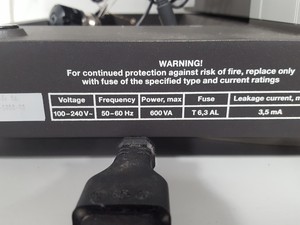 WARNING!
For continued protection against risk of fire, replace only
with fuse of the specified type and current ratings
Voltage Frequency Power, max Fuse Leakage current, m
100–240 V~ 50–60 Hz 600 VA T 6,3 AL 3,5 mA